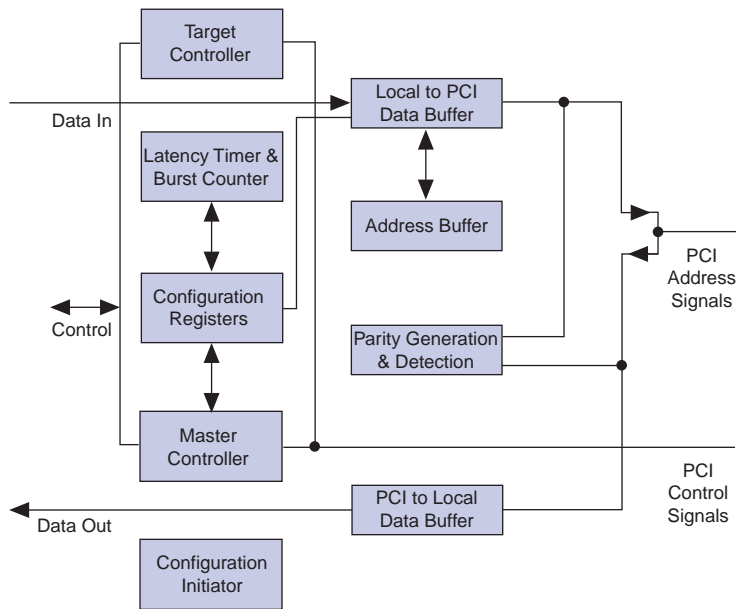 Target
Controller
Data In
Local to PCI
Data Buffer
Latency Timer &
Burst Counter
Address Buffer
PCI
Address
Signals
Control
Configuration
Registers
Parity Generation
& Detection
Master
Controller
PCI
Control
Signals
Data Out
PCI to Local
Data Buffer
Configuration
Initiator